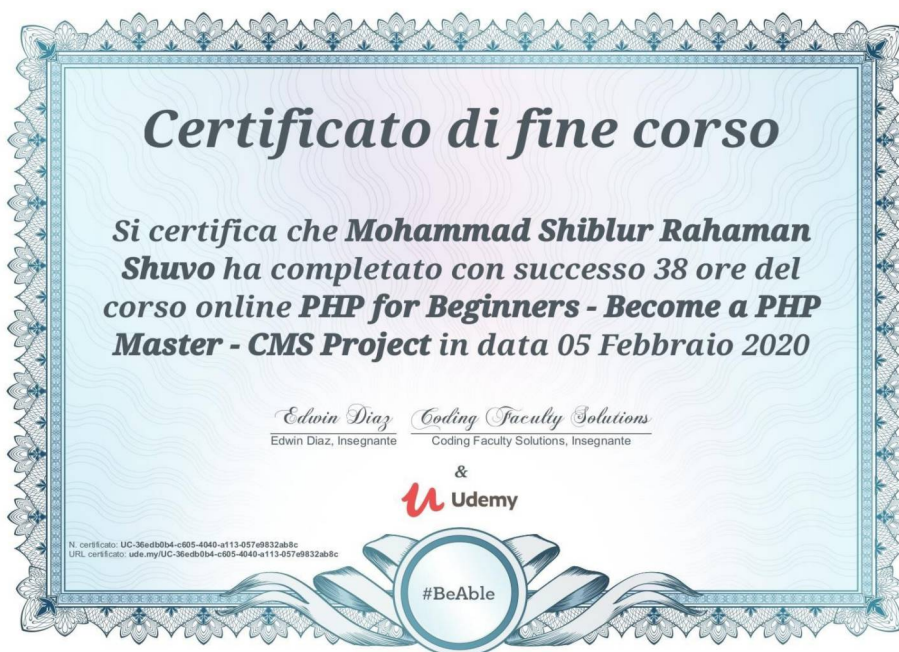 Certificato di fine corso
Si certifica che Mohammad Shiblur Rahaman
Shuvo ha completato con successo 38 ore del
corso online PHP for Beginners - Become a PHP
Master - CMS Project in data 05 Febbraio 2020
Edwin Diaz Coding Faculty Solutions
Edwin Diaz, Insegnante Coding Faculty Solutions, Insegnante
&
Udemy
N. certificato: UC-36edb0b4-c605-4040-a113-057e9832ab8c
URL certificato: ude.my/UC-36edb0b4-c605-4040-a113-057e9832ab8c
#BeAble